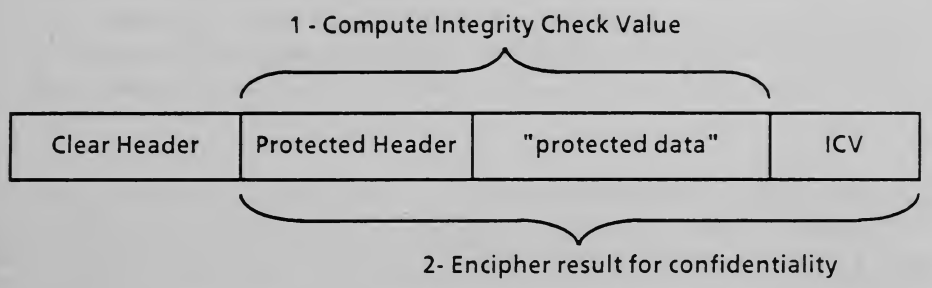 1 - Compute Integrity Check Value
Clear Header Protected Header "protected data" ICV
2- Encipher result for confidentiality